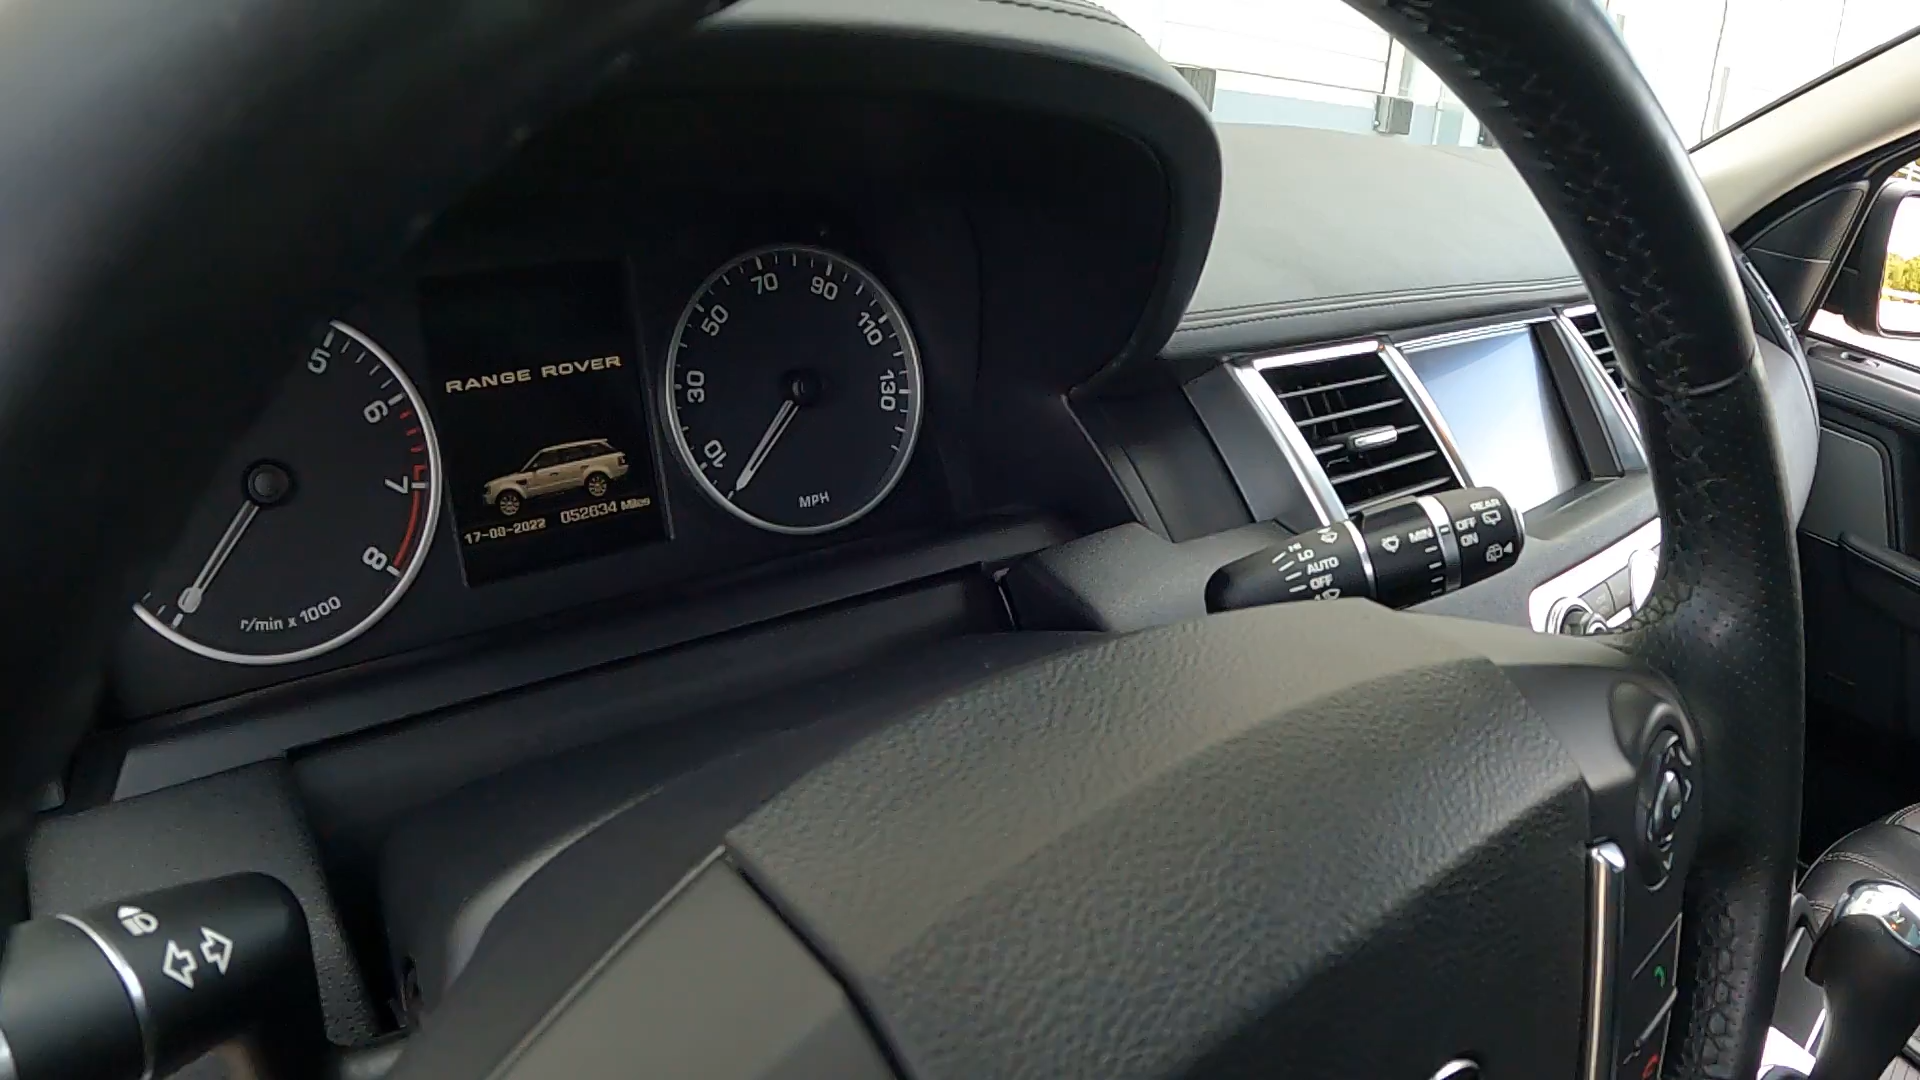 5
6
7
8
r/min x 1000
RANGE ROVER
17-08-2022 052634 Miles
10
30
50
70
90
110
130
MPH
HI
LO
AUTO
OFF
MIN
REAR
OFF
ON